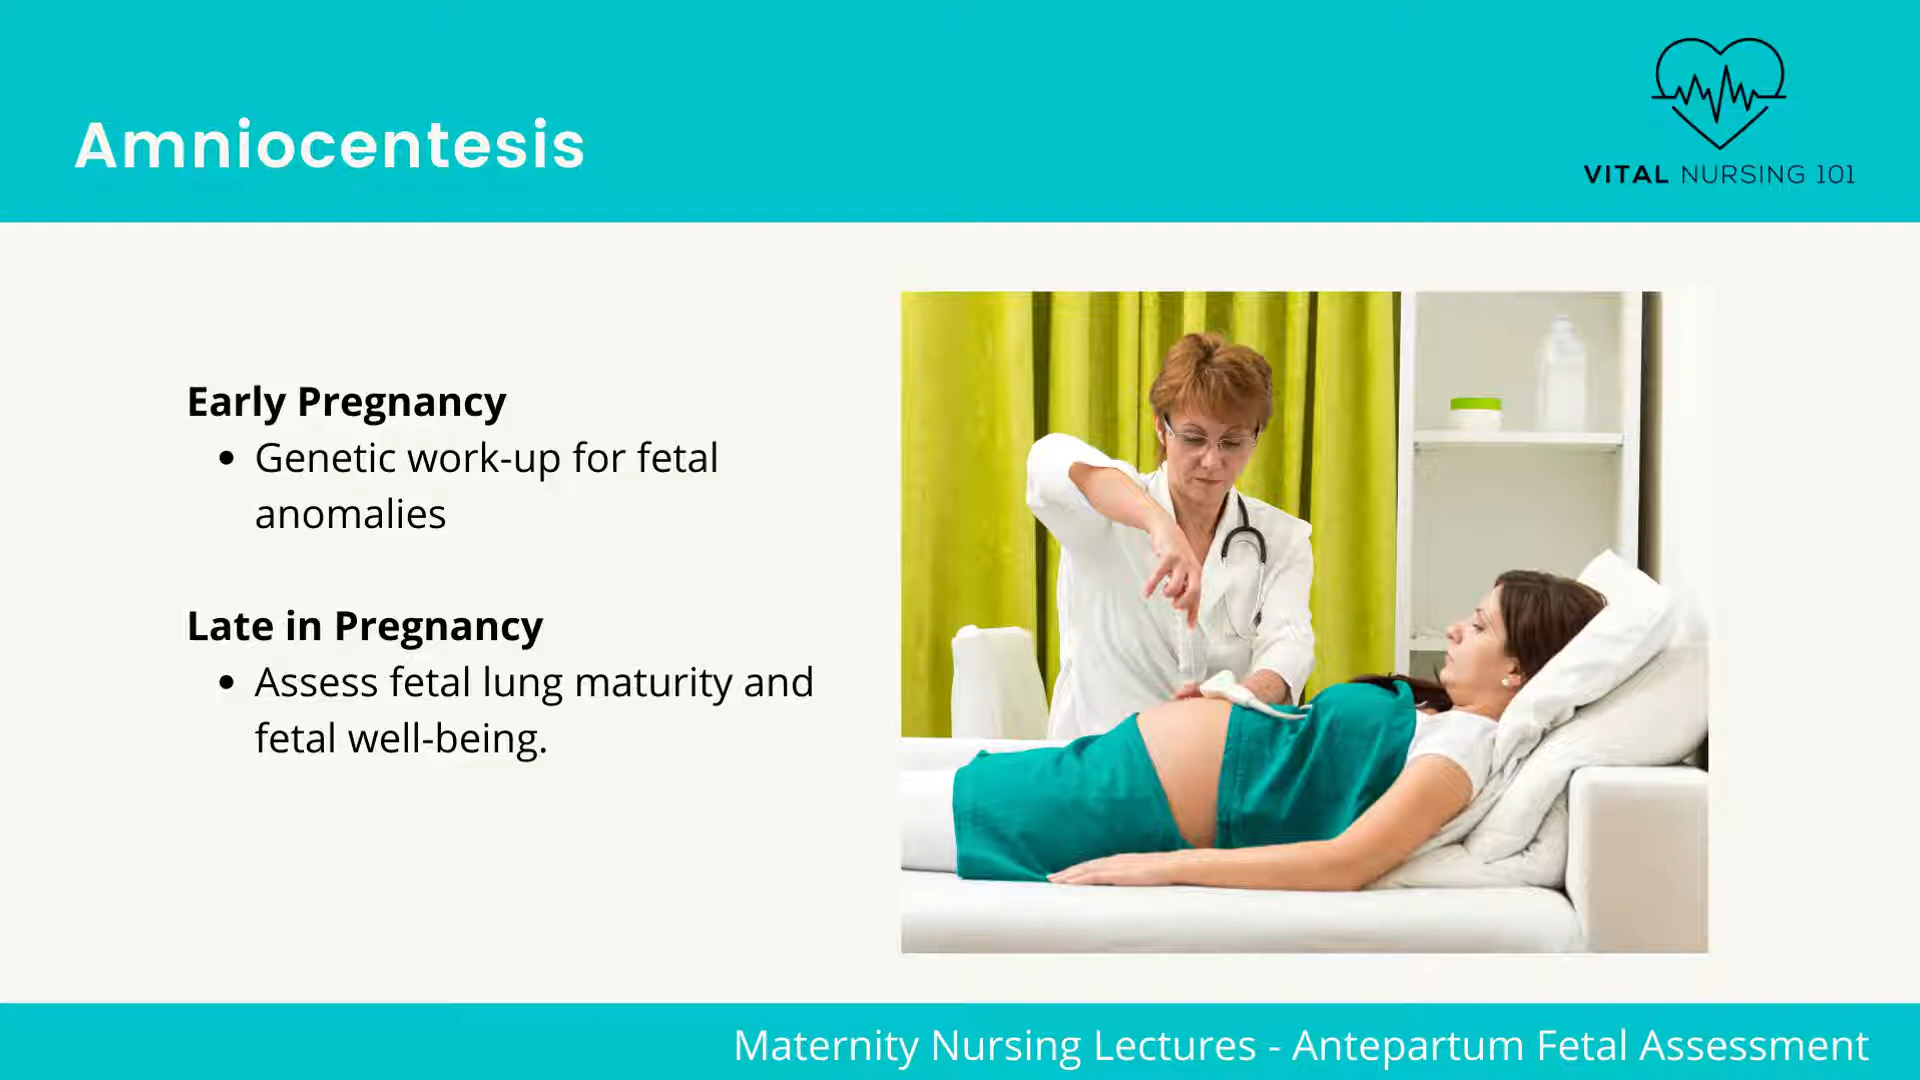 Amniocentesis
VITAL NURSING 101
Early Pregnancy
• Genetic work-up for fetal
anomalies
Late in Pregnancy
• Assess fetal lung maturity and
fetal well-being.
Maternity Nursing Lectures - Antepartum Fetal Assessment